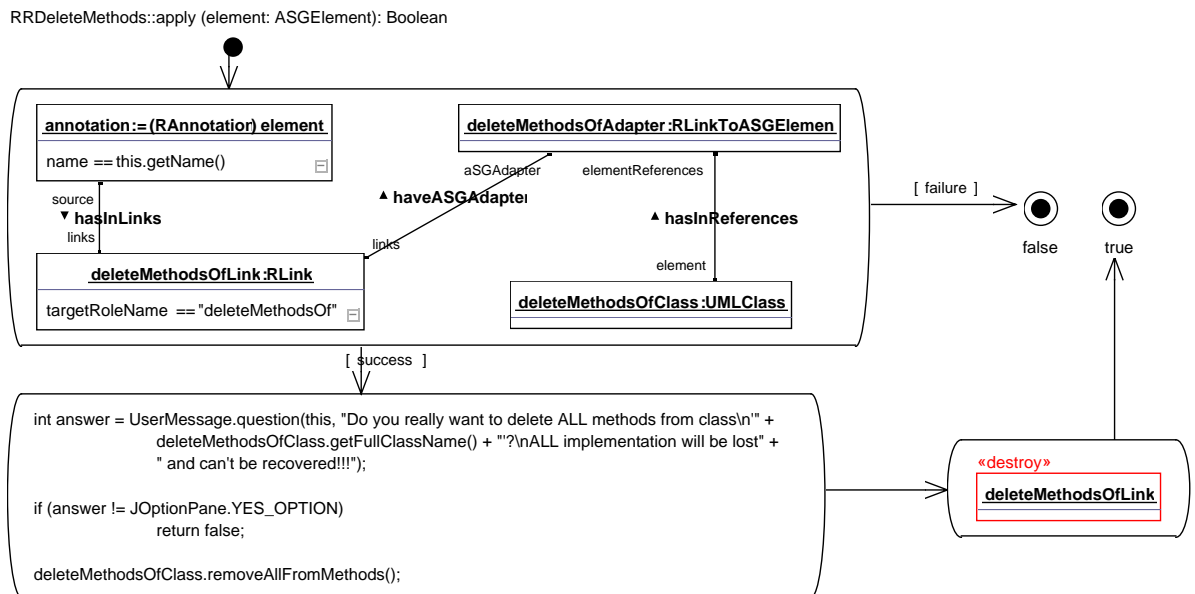 RRDeleteMethods::apply (element: ASGElement): Boolean
annotation:= (RAnnotation) element
name == this.getName()
deleteMethodsOfAdapter :RLinkToASGElemen
source
▼ hasInLinks
links
aSGAdapter
▲ haveASGAdapter
links
elementReferences
▲ hasInReferences
element
deleteMethodsOfLink :RLink
targetRoleName == "deleteMethodsOf"
deleteMethodsOfClass :UMLClass
[ failure ]
false
true
[ success ]
int answer = UserMessage.question(this, "Do you really want to delete ALL methods from class\n'" +
deleteMethodsOfClass.getFullClassName() + "'?\nALL implementation will be lost" +
" and can't be recovered!!!");
if (answer != JOptionPane.YES_OPTION)
return false;
deleteMethodsOfClass.removeAllFromMethods();
«destroy»
deleteMethodsOfLink